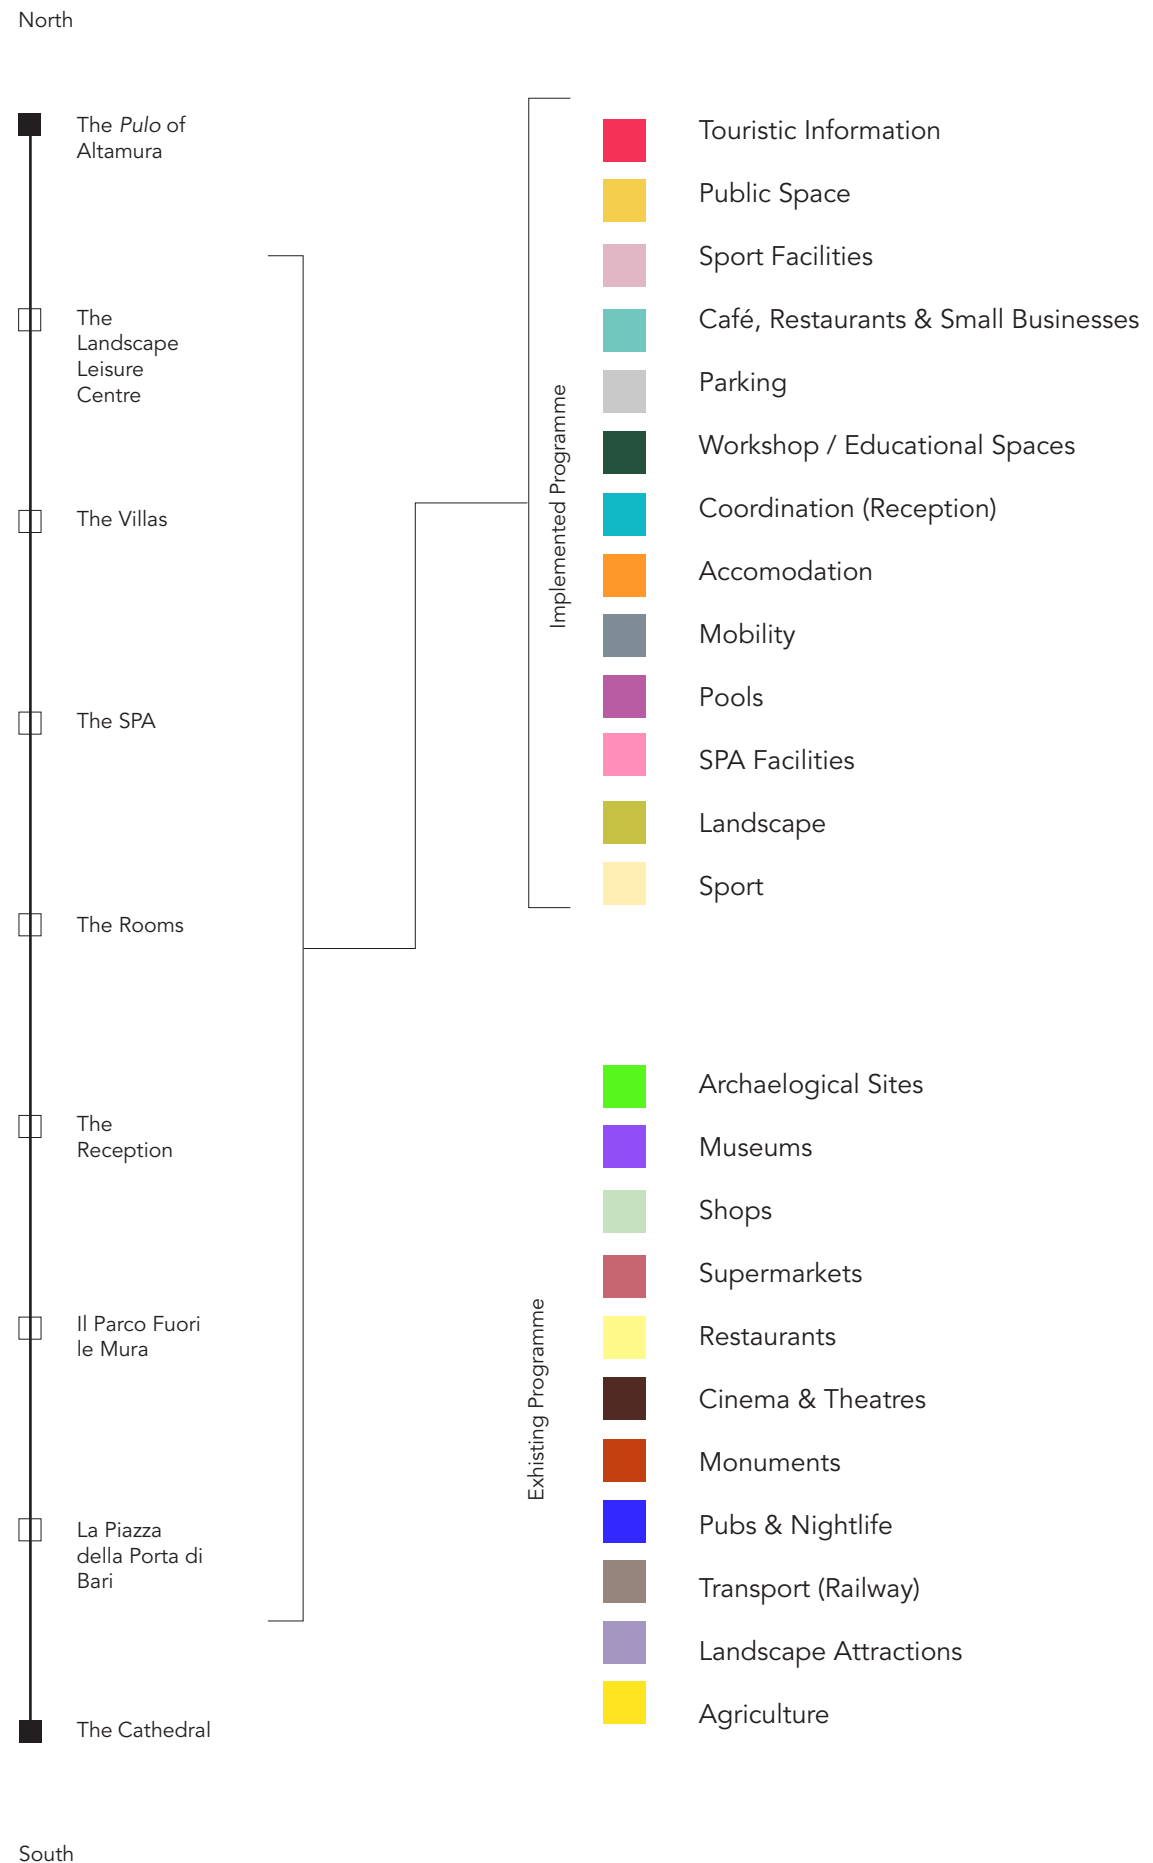 North
The Pulo of
Altamura
The
Landscape
Leisure
Centre
The Villas
The SPA
The Rooms
The
Reception
Il Parco Fuori
le Mura
La Piazza
della Porta di
Bari
The Cathedral
South
Implemented Programme
Touristic Information
Public Space
Sport Facilities
Café, Restaurants & Small Businesses
Parking
Workshop / Educational Spaces
Coordination (Reception)
Accomodation
Mobility
Pools
SPA Facilities
Landscape
Sport
Exhisting Programme
Archaelogical Sites
Museums
Shops
Supermarkets
Restaurants
Cinema & Theatres
Monuments
Pubs & Nightlife
Transport (Railway)
Landscape Attractions
Agriculture